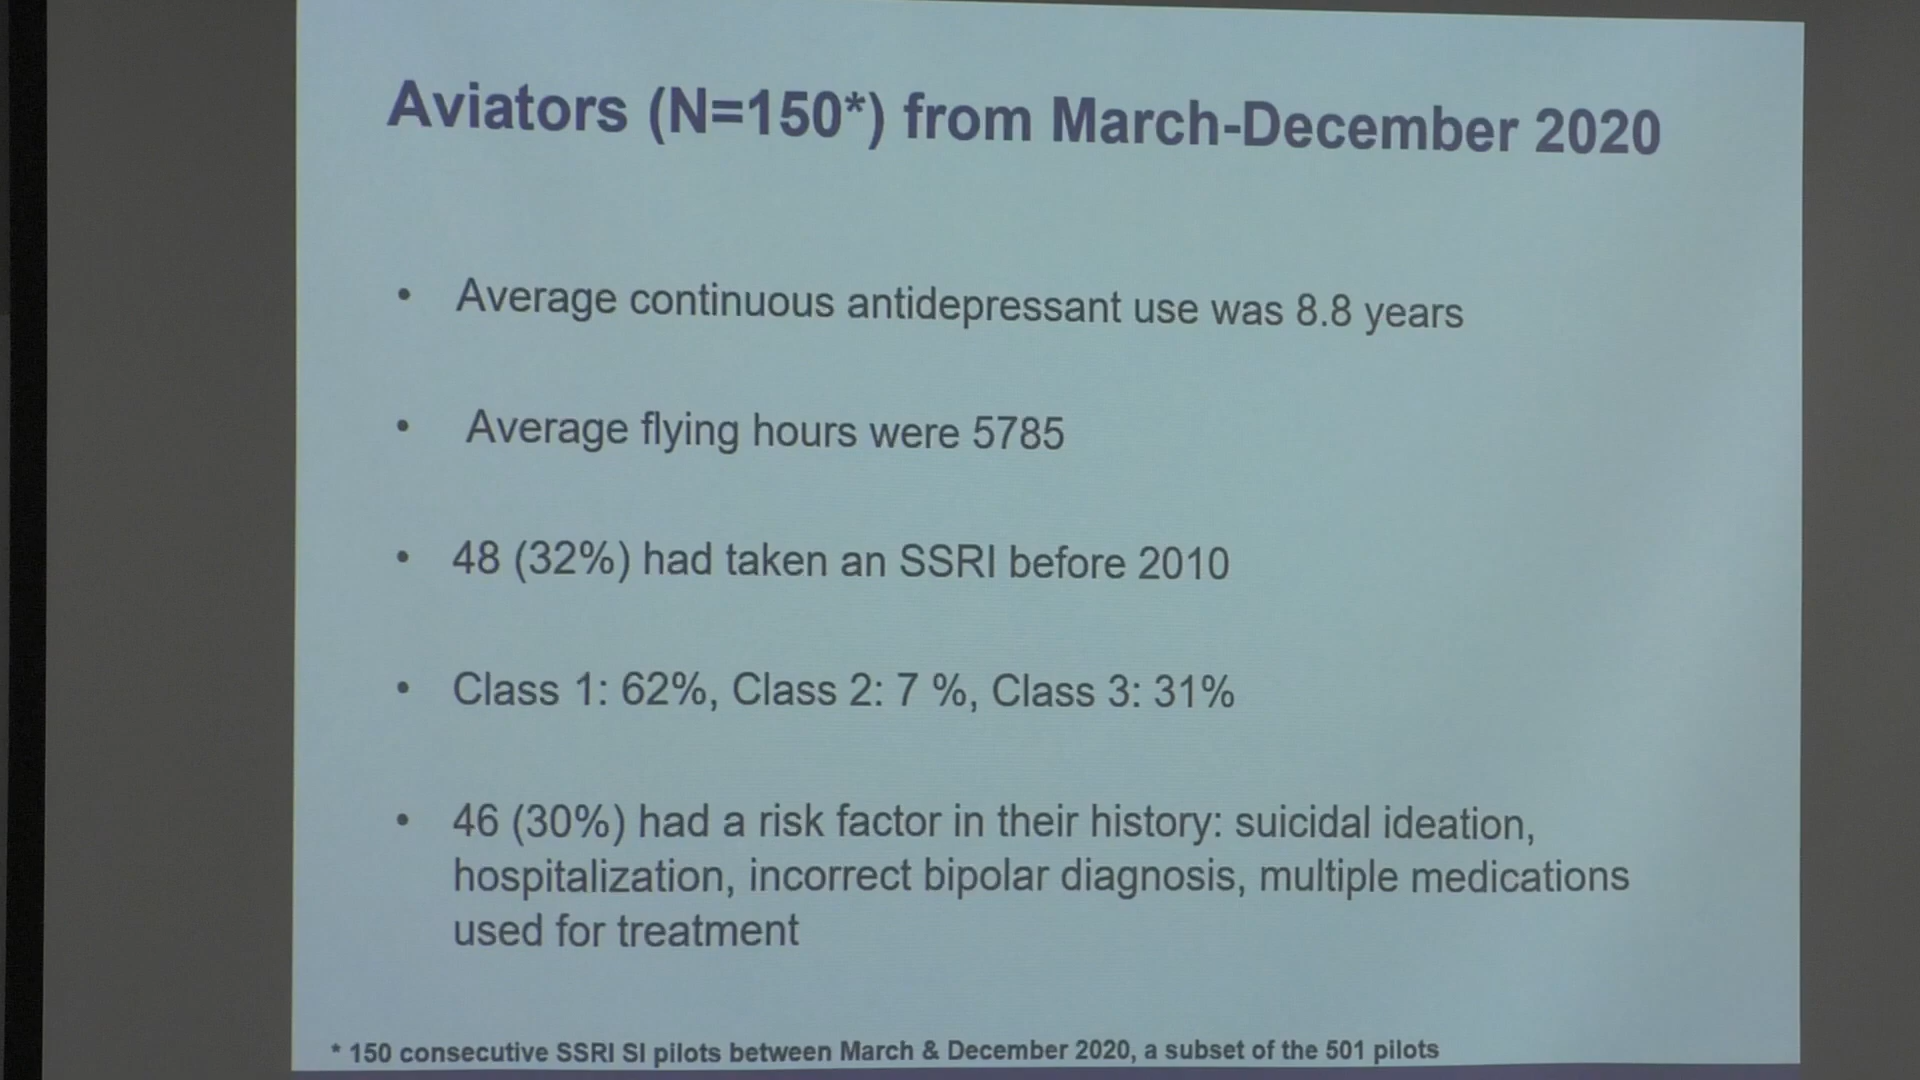 Aviators (N=150*) from March-December 2020
• Average continuous antidepressant use was 8.8 years
• Average flying hours were 5785
• 48 (32%) had taken an SSRI before 2010
• Class 1: 62%, Class 2: 7 %, Class 3: 31%
• 46 (30%) had a risk factor in their history: suicidal ideation,
hospitalization, incorrect bipolar diagnosis, multiple medications
used for treatment
* 150 consecutive SSRI SI pilots between March & December 2020, a subset of the 501 pilots